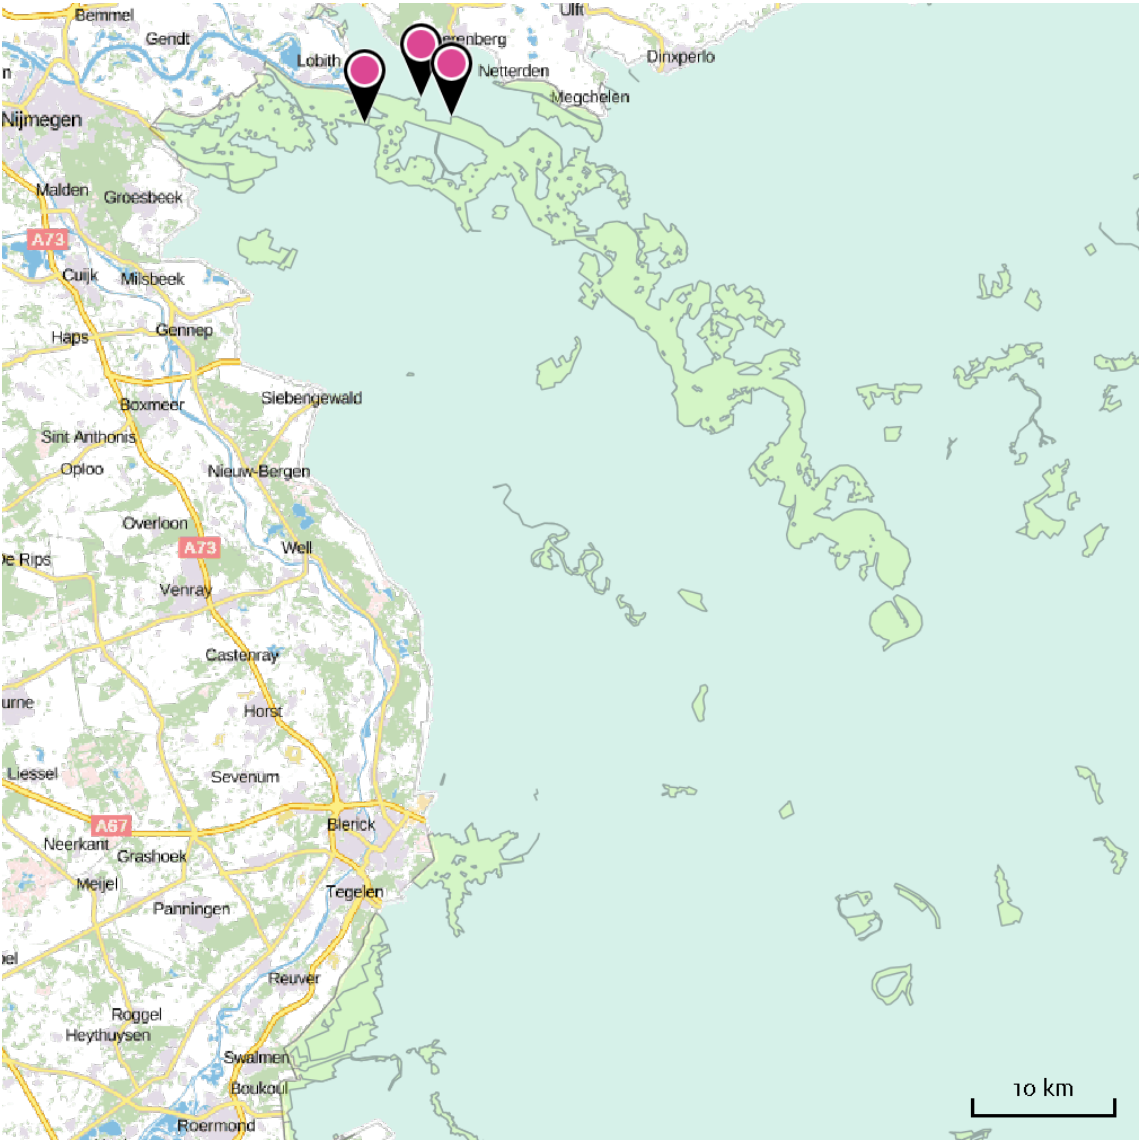 Bemmel
Ulft
Gendt
Lobith
Dinxperlo
Netterden
Megchelen
Nijmegen
Malden
Groesbeek
A73
Cuijk
Milsbeek
Haps
Gennep
Siebengewald
Boxmeer
Sint Anthonis
Oploo
Nieuw-Bergen
Overloon
A73
Well
De Rips
Venray
Castenray
Horst
Liessel
Sevenum
A67
Blerick
Neerkant
Grashoek
Meijel
Tegelen
Panningen
Reuver
Roggel
Heythuysen
Swalmen
Boukoul
10 km
Roermond